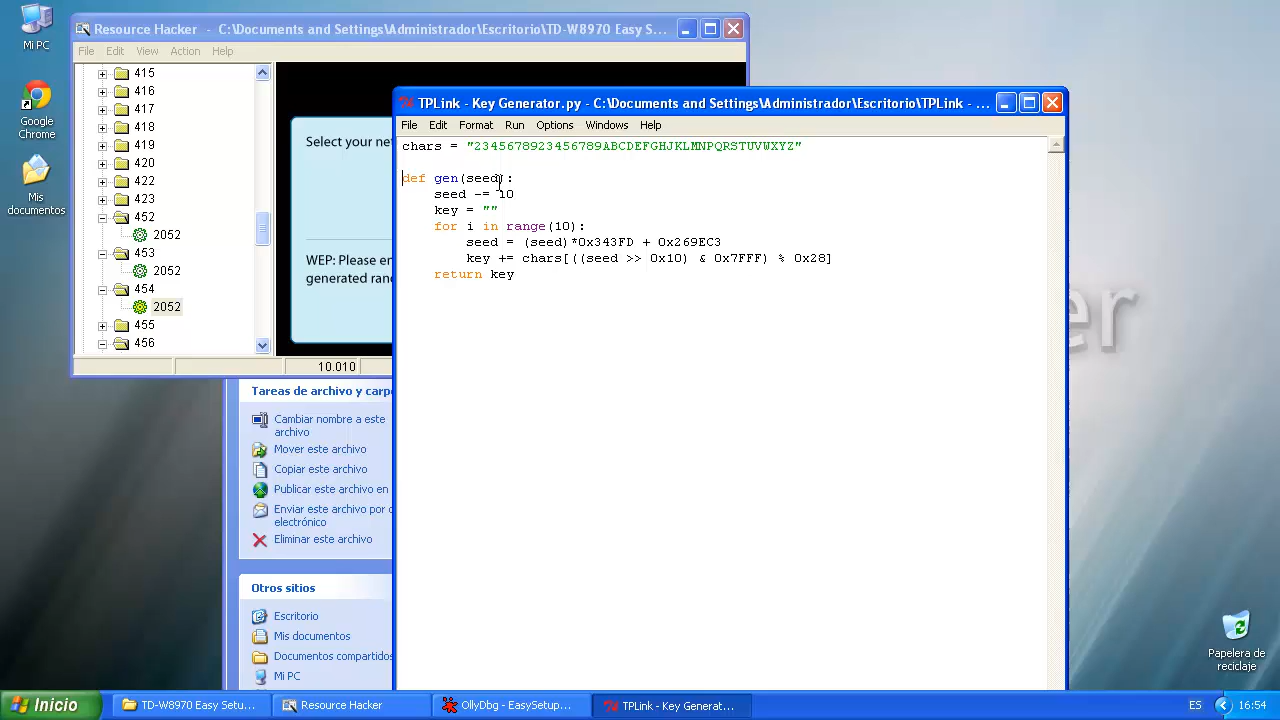 Mi PC
Google
Chrome
Mis
documentos
Resource Hacker - C:\Documents and Settings\Administrador\Escritorio\TD-W8970 Easy S...
File Edit View Action Help
415
416
417
418
419
420
422
423
452
2052
453
2052
454
2052
455
456
Select your net
WEP: Please en
generated ran
10.010
TPLink - Key Generator.py - C:\Documents and Settings\Administrador\Escritorio\TPLink - ...
File Edit Format Run Options Windows Help
chars = "2345678923456789ABCDEFGHJKLMNPQRSTUVWXYZ"
def gen(seed):
seed -= 10
key = ""
for i in range(10):
seed = (seed)*0x343FD + 0x269EC3
key += chars[((seed >> 0x10) & 0x7FFF) % 0x28]
return key
Tareas de archivo y carpe
Cambiar nombre a este
archivo
Mover este archivo
Copiar este archivo
Publicar este archivo en
Enviar este archivo por c
electrónico
Eliminar este archivo
Otros sitios
Escritorio
Mis documentos
Documentos compartidos
Mi PC
Papelera de
reciclaje
Inicio
TD-W8970 Easy Setu...
Resource Hacker
OllyDbg - EasySetup...
TPLink - Key Generat...
ES
16:54